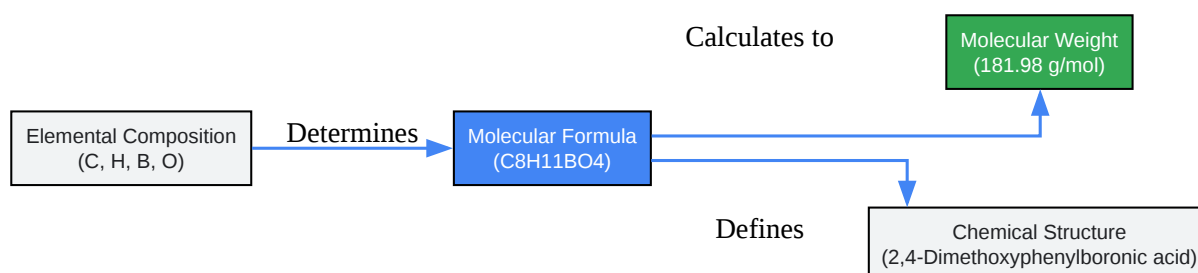 Calculates to
Molecular Weight
(181.98 g/mol)
Elemental Composition
(C, H, B, O)
Determines
Molecular Formula
(C8H11BO4)
Defines
Chemical Structure
(2,4-Dimethoxyphenylboronic acid)